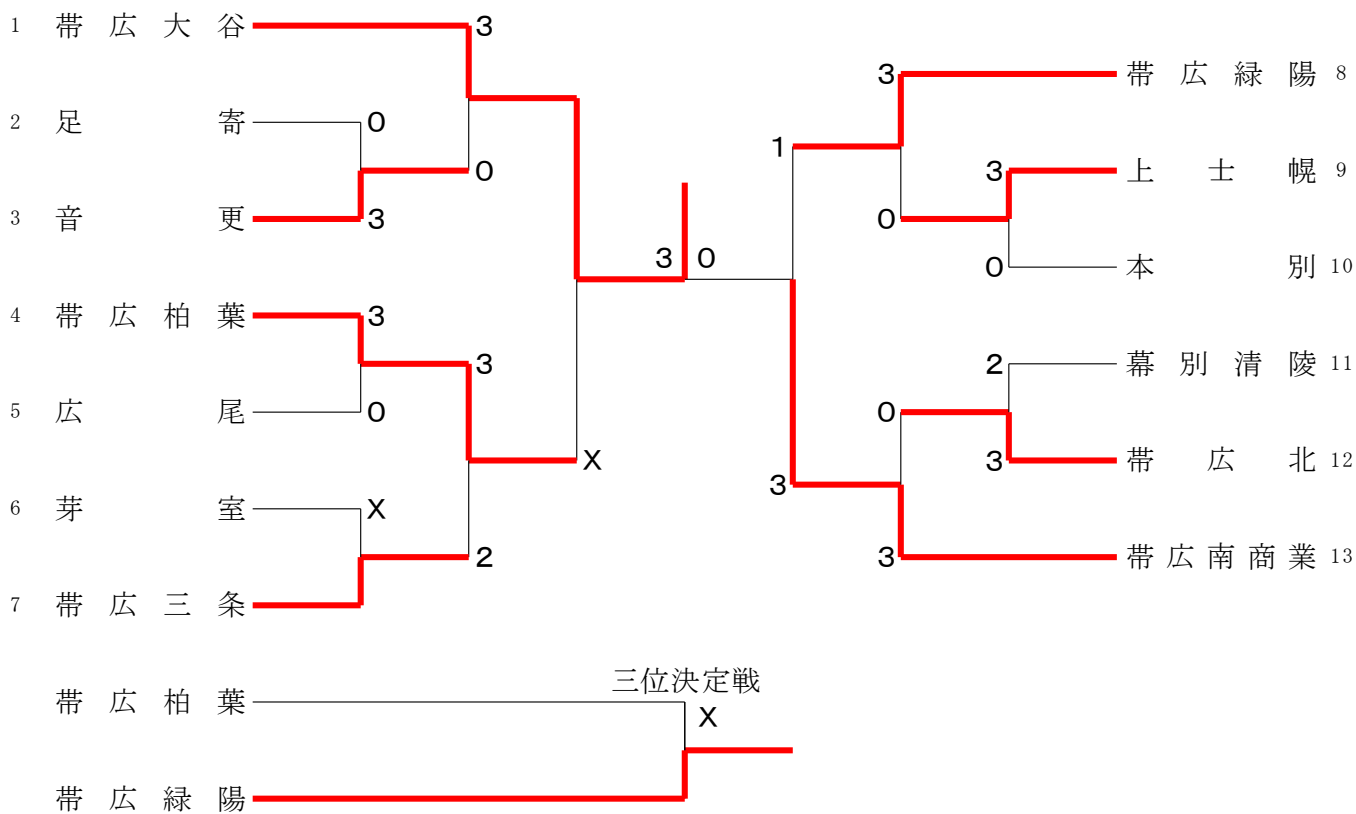 1 帯広大谷 3
帯広緑陽 8
3
2 足寄 0
1
0
上士幌 9
3
3 音更 3
0
3 0
本別 10
0
4 帯広柏葉 3
3
幕別清陵 11
2
5 広尾 0
0
X
帯広北 12
3
3
6 芽室 X
2
帯広南商業 13
3
7 帯広三条
三位決定戦
帯広柏葉
X
帯広緑陽